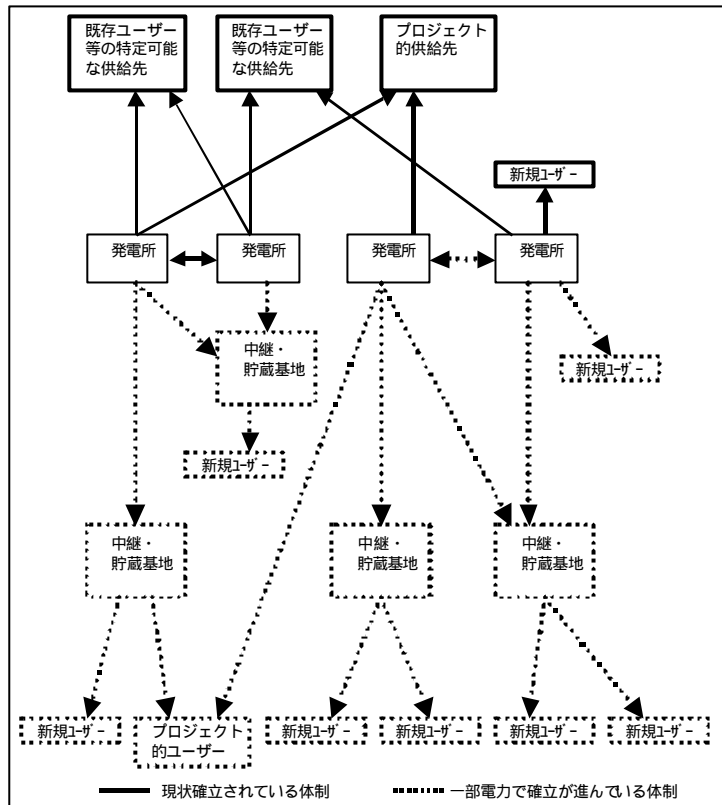 既存ユーザー
等の特定可能
な供給先
既存ユーザー
等の特定可能
な供給先
プロジェクト
的供給先
新規ﾕｰｻﾞｰ
発電所
発電所
発電所
発電所
中継・
貯蔵基地
新規ﾕｰｻﾞｰ
新規ﾕｰｻﾞｰ
中継・
貯蔵基地
中継・
貯蔵基地
中継・
貯蔵基地
新規ﾕｰｻﾞｰ
プロジェクト
的ユーザー
新規ﾕｰｻﾞｰ
新規ﾕｰｻﾞｰ
新規ﾕｰｻﾞｰ
新規ﾕｰｻﾞｰ
現状確立されている体制
一部電力で確立が進んでいる体制